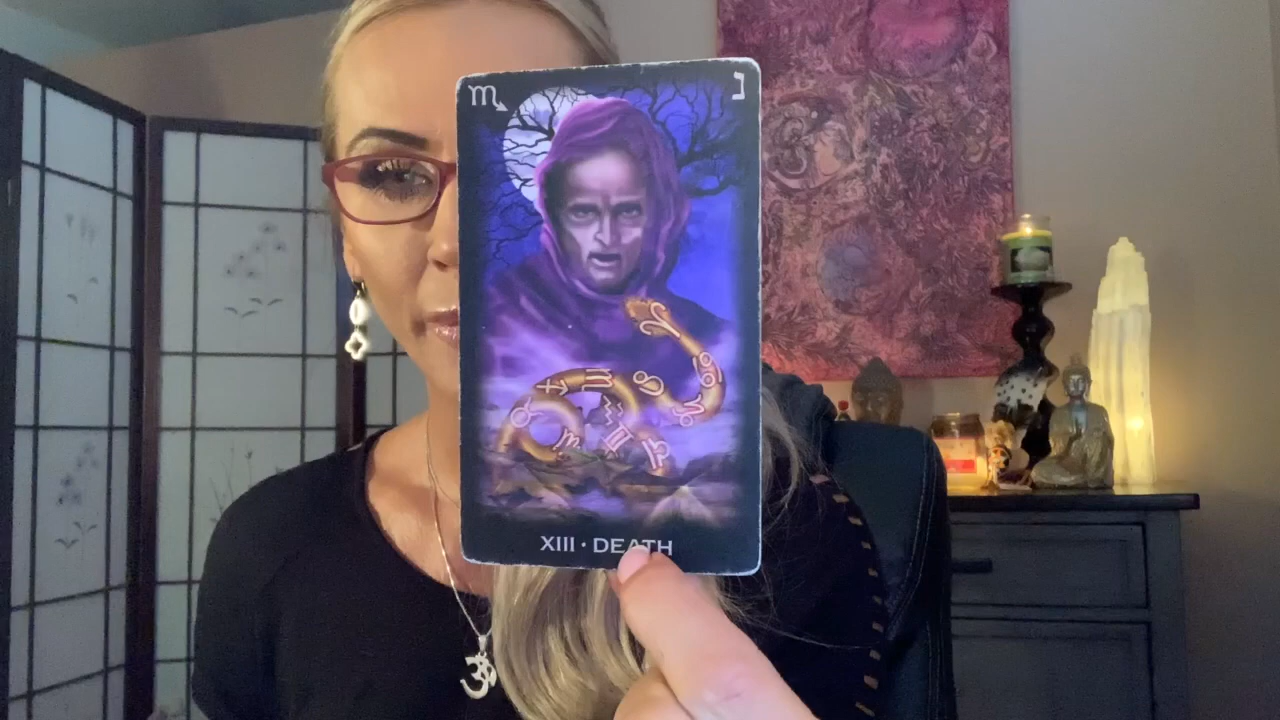 ♏ נ
♈
♋
♐ ♏ ♌
♉ ♒ ♑
♏ ♊ ♎
XIII · DEATH
ॐ